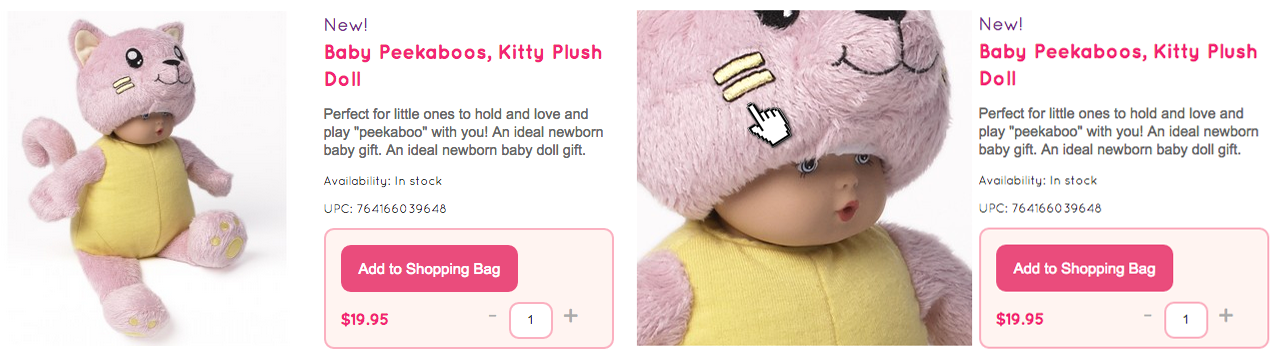 New!
Baby Peekaboos, Kitty Plush
Doll
Perfect for little ones to hold and love and
play "peekaboo" with you! An ideal newborn
baby gift. An ideal newborn baby doll gift.
Availability: In stock
UPC: 764166039648
Add to Shopping Bag
$19.95
- 1 +
New!
Baby Peekaboos, Kitty Plush
Doll
Perfect for little ones to hold and love and
play "peekaboo" with you! An ideal newborn
baby gift. An ideal newborn baby doll gift.
Availability: In stock
UPC: 764166039648
Add to Shopping Bag
$19.95
- 1 +